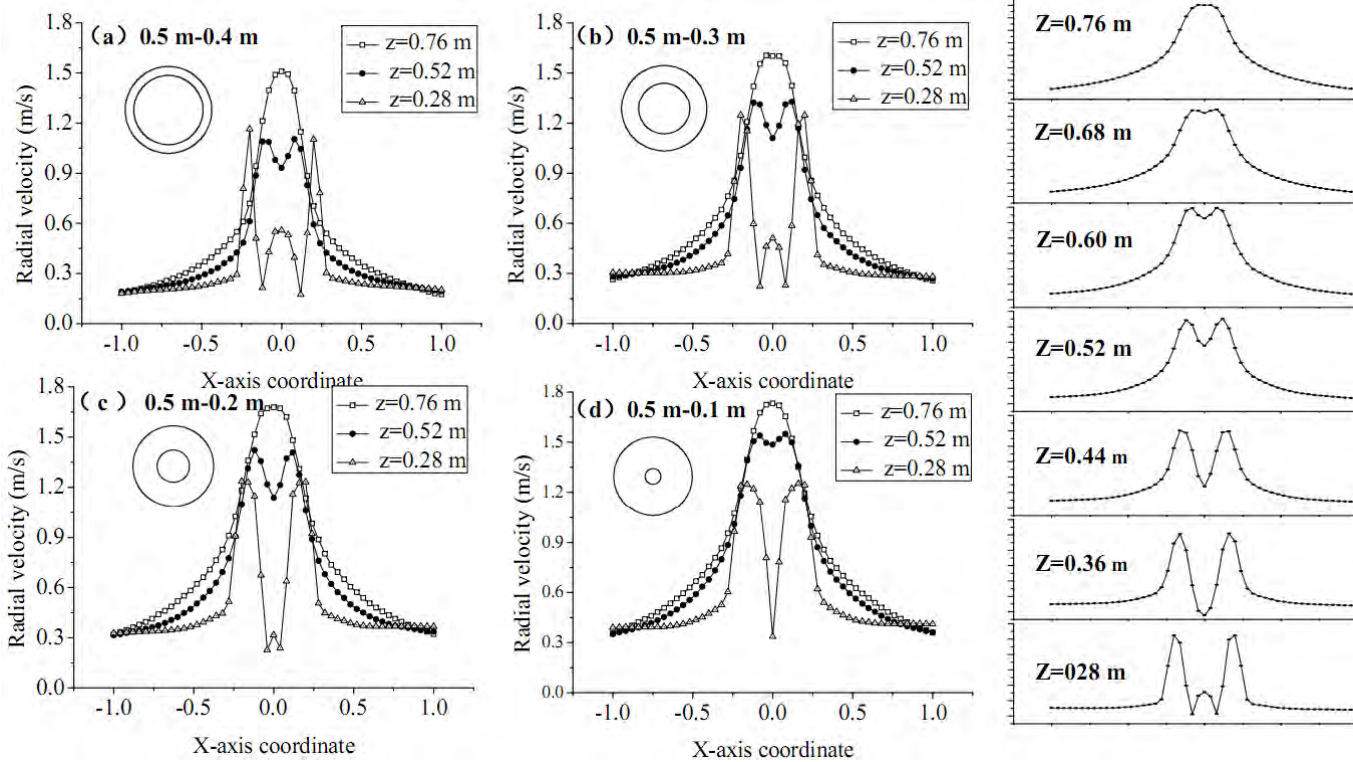 (a) 0.5 m-0.4 m
z=0.76 m
z=0.52 m
z=0.28 m
Radial velocity (m/s)
1.8
1.5
1.2
0.9
0.6
0.3
0.0
-1.0 -0.5 0.0 0.5 1.0
X-axis coordinate
(b) 0.5 m-0.3 m
z=0.76 m
z=0.52 m
z=0.28 m
Radial velocity (m/s)
1.8
1.5
1.2
0.9
0.6
0.3
0.0
-1.0 -0.5 0.0 0.5 1.0
X-axis coordinate
(c) 0.5 m-0.2 m
z=0.76 m
z=0.52 m
z=0.28 m
Radial velocity (m/s)
1.8
1.5
1.2
0.9
0.6
0.3
0.0
-1.0 -0.5 0.0 0.5 1.0
X-axis coordinate
(d) 0.5 m-0.1 m
z=0.76 m
z=0.52 m
z=0.28 m
Radial velocity (m/s)
1.8
1.5
1.2
0.9
0.6
0.3
0.0
-1.0 -0.5 0.0 0.5 1.0
X-axis coordinate
Z=0.76 m
Z=0.68 m
Z=0.60 m
Z=0.52 m
Z=0.44 m
Z=0.36 m
Z=028 m